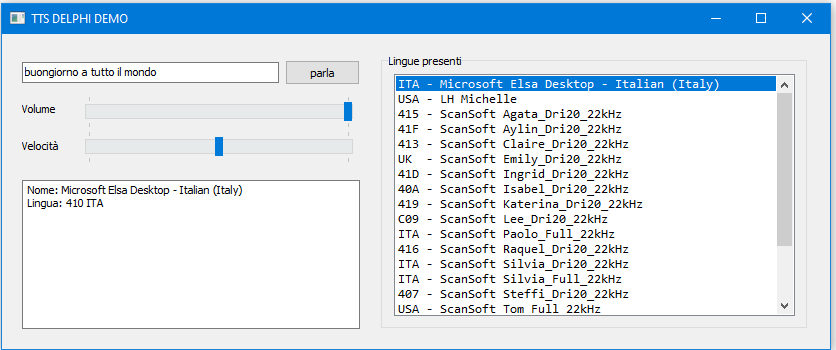 TTS DELPHI DEMO
buongiorno a tutto il mondo
parla
Volume
Velocità
Nome: Microsoft Elsa Desktop - Italian (Italy)
Lingua: 410 ITA
Lingue presenti
ITA - Microsoft Elsa Desktop - Italian (Italy)
USA - LH Michelle
415 - ScanSoft Agata_Dri20_22kHz
41F - ScanSoft Aylin_Dri20_22kHz
413 - ScanSoft Claire_Dri20_22kHz
UK  - ScanSoft Emily_Dri20_22kHz
41D - ScanSoft Ingrid_Dri20_22kHz
40A - ScanSoft Isabel_Dri20_22kHz
419 - ScanSoft Katerina_Dri20_22kHz
C09 - ScanSoft Lee_Dri20_22kHz
ITA - ScanSoft Paolo_Full_22kHz
416 - ScanSoft Raquel_Dri20_22kHz
ITA - ScanSoft Silvia_Dri20_22kHz
ITA - ScanSoft Silvia_Full_22kHz
407 - ScanSoft Steffi_Dri20_22kHz
USA - ScanSoft Tom_Full_22kHz